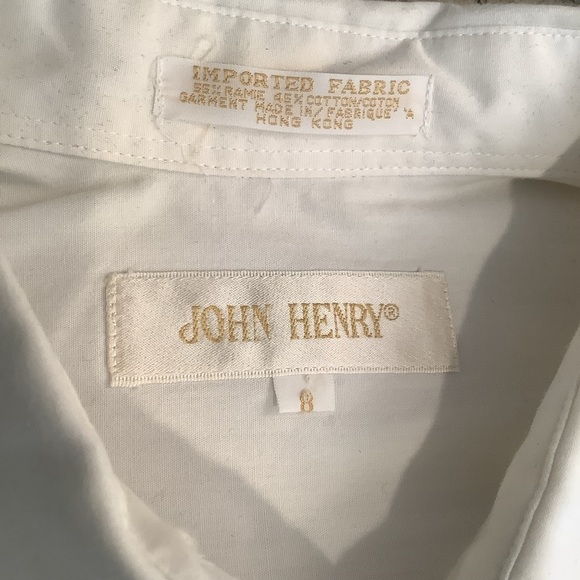 IMPORTED FABRIC
55% RAMIE 45% COTTON/COTON
GARMENT MADE IN/FABRIQUE' A
HONG KONG
JOHN HENRY®
8